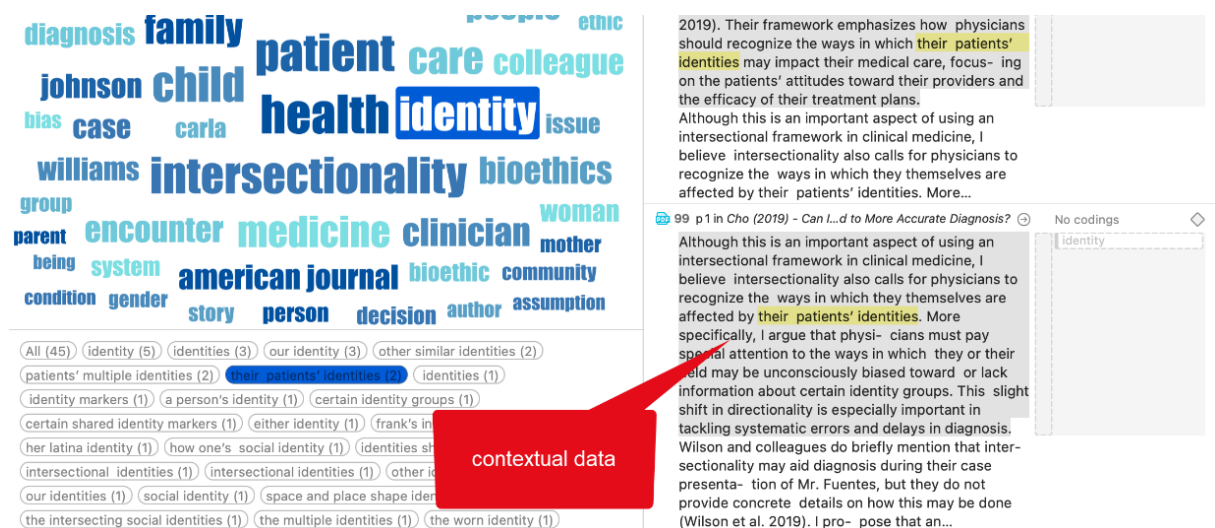 people
ethic
diagnosis family
patient care colleague
johnson child
health identity issue
bias case carla
williams intersectionality bioethics
group
woman
parent encounter medicine clinician mother
being system american journal bioethic community
condition gender story person decision author assumption
All (45) identity (5) identities (3) our identity (3) other similar identities (2)
patients' multiple identities (2) their patients' identities (2) identities (1)
identity markers (1) a person's identity (1) certain identity groups (1)
certain shared identity markers (1) either identity (1) frank's
her latina identity (1) how one's social identity (1) identities
intersectional identities (1) intersectional identities (1) other
our identities (1) social identity (1) space and place shape
the intersecting social identities (1) the multiple identities (1) the worn identity (1)
contextual data
2019). Their framework emphasizes how physicians
should recognize the ways in which their patients'
identities may impact their medical care, focus- ing
on the patients' attitudes toward their providers and
the efficacy of their treatment plans.
Although this is an important aspect of using an
intersectional framework in clinical medicine, I
believe intersectionality also calls for physicians to
recognize the ways in which they themselves are
affected by their patients' identities. More...
PDF 99 p 1 in Cho (2019) - Can I...d to More Accurate Diagnosis?
No codings
identity
Although this is an important aspect of using an
intersectional framework in clinical medicine, I
believe intersectionality also calls for physicians to
recognize the ways in which they themselves are
affected by their patients' identities. More
specifically, I argue that physi- cians must pay
special attention to the ways in which they or their
field may be unconsciously biased toward or lack
information about certain identity groups. This slight
shift in directionality is especially important in
tackling systematic errors and delays in diagnosis.
Wilson and colleagues do briefly mention that inter-
sectionality may aid diagnosis during their case
presenta- tion of Mr. Fuentes, but they do not
provide concrete details on how this may be done
(Wilson et al. 2019). I pro- pose that an...